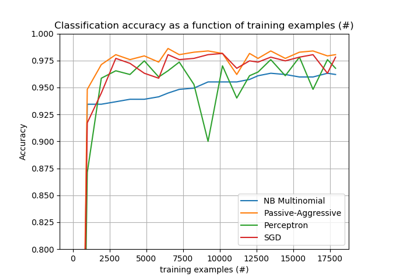 Classification accuracy as a function of training examples (#)
1.000
0.975
0.950
0.925
0.900
0.875
0.850
0.825
0.800
Accuracy
NB Multinomial
Passive-Aggressive
Perceptron
SGD
0 2500 5000 7500 10000 12500 15000 17500
training examples (#)